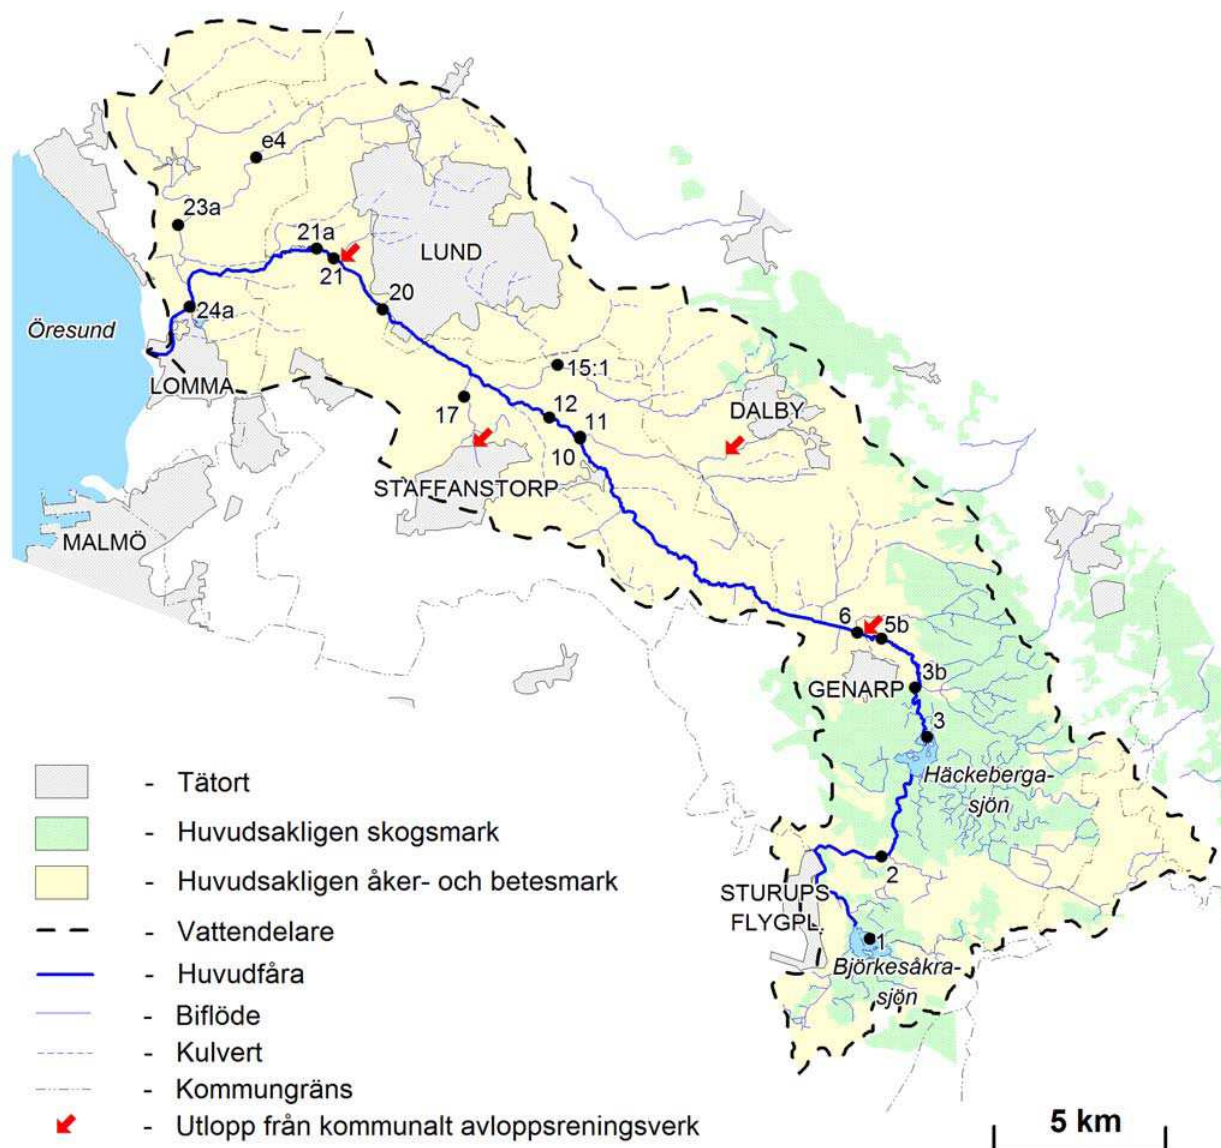 e4
23a
21a
21
LUND
20
24a
Öresund
LOMMA
15:1
17
12
11
10
DALBY
STAFFANSTORP
MALMÖ
6
5b
3b
GENARP
3
Häckeberga-
sjön
2
STURUPS
FLYGPL.
1
Björkesåkra-
sjön
- Tätort
- Huvudsakligen skogsmark
- Huvudsakligen åker- och betesmark
- Vattendelare
- Huvudfåra
- Biflöde
- Kulvert
- Kommungräns
- Utlopp från kommunalt avloppsreningsverk
5 km